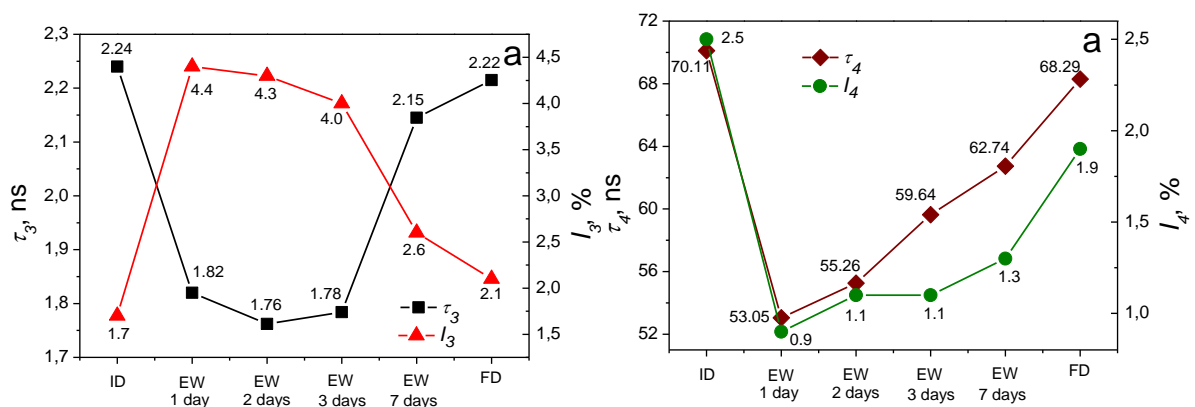 a
2,3
2,2
2,1
2,0
1,9
1,8
1,7
τ3, ns
2.24
1.82
1.76
1.78
2.15
2.22
1.7
4.4
4.3
4.0
2.6
2.1
τ3
I3
4,5
4,0
3,5
3,0
2,5
2,0
1,5
I3, %
ID
EW
1 day
EW
2 days
EW
3 days
EW
7 days
FD
a
72
68
64
60
56
52
τ4, ns
70.11
53.05
55.26
59.64
62.74
68.29
2.5
0.9
1.1
1.1
1.3
1.9
τ4
I4
2,5
2,0
1,5
1,0
I4, %
ID
EW
1 day
EW
2 days
EW
3 days
EW
7 days
FD